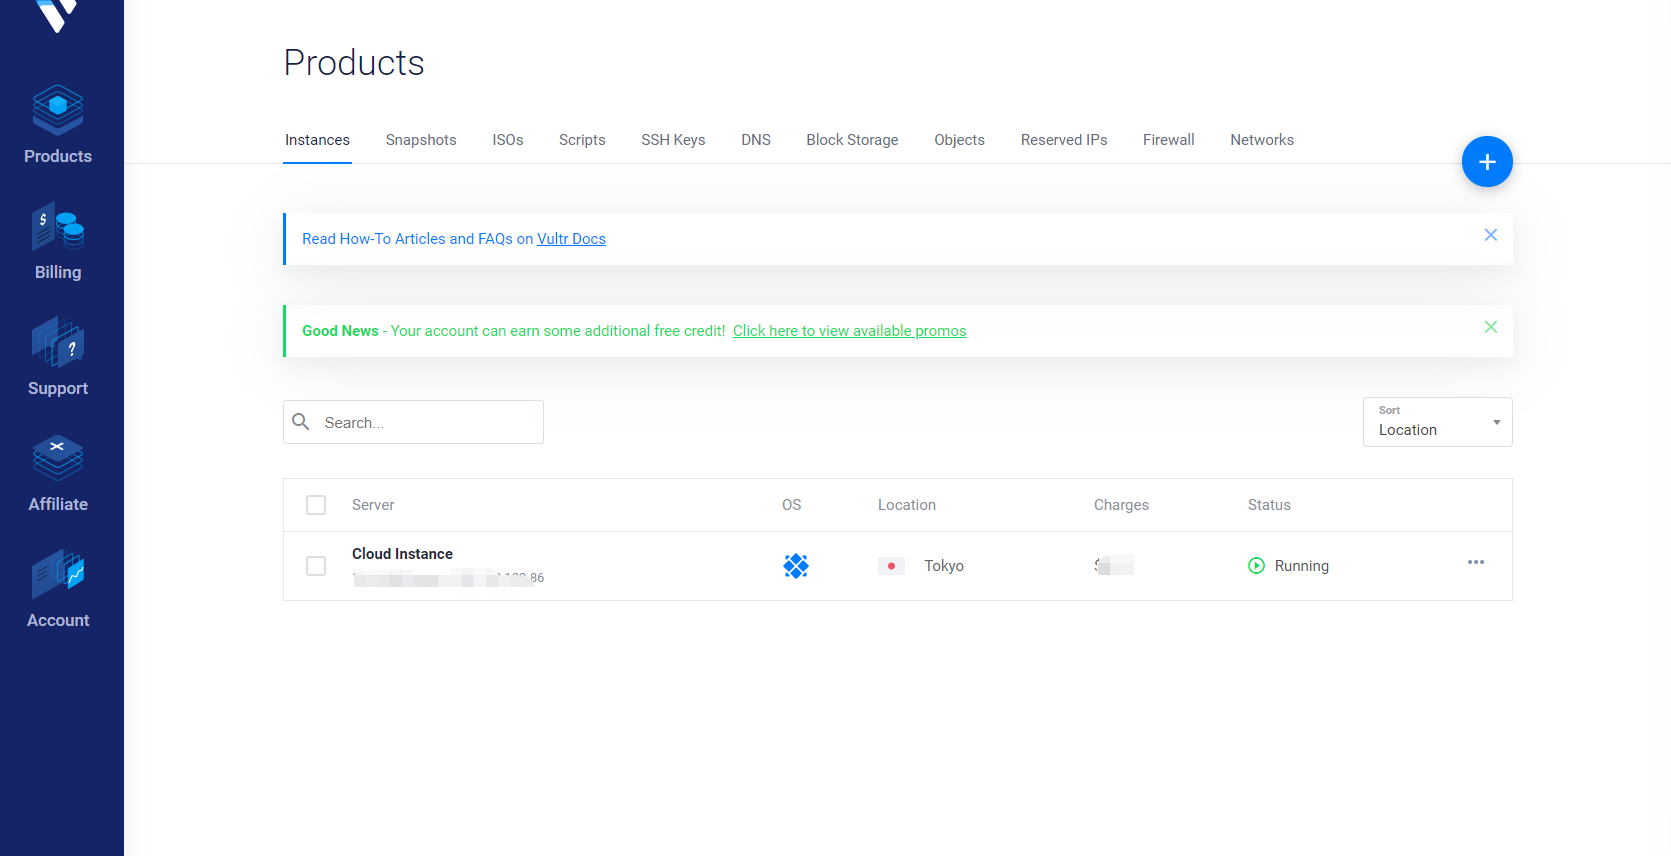 Products
Billing
Support
Affiliate
Account
Products
Instances Snapshots ISOs Scripts SSH Keys DNS Block Storage Objects Reserved IPs Firewall Networks
Read How-To Articles and FAQs on Vultr Docs
Good News - Your account can earn some additional free credit! Click here to view available promos
Search...
Sort
Location
Server OS Location Charges Status
Cloud Instance
Tokyo Running